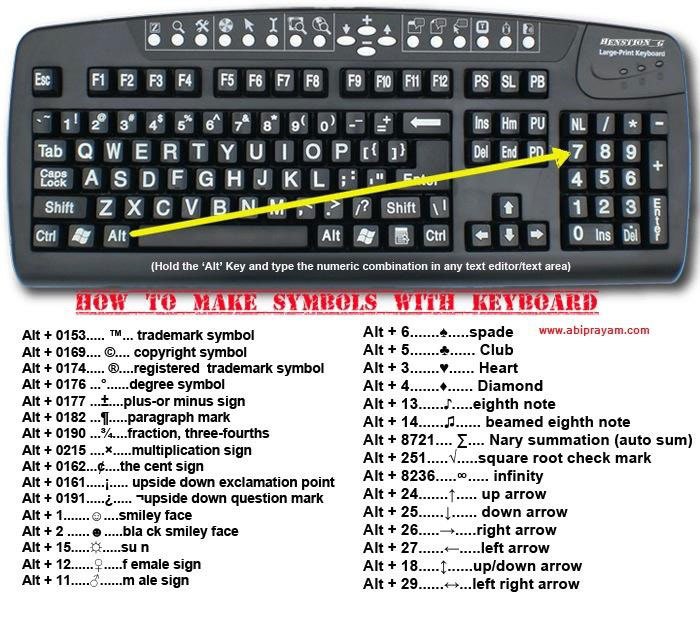 HENSTION G
Large-Print Keyboard
Esc F1 F2 F3 F4 F5 F6 F7 F8 F9 F10 F11 F12 PS SL PB
` ~ 1! 2@ 3# 4$ 5% 6^ 7& 8* 9( 0) - _ = + Ins Hm PU NL / * -
Tab Q W E R T Y U I O P [{ ]} Del End PD 7 8 9 +
Caps Lock A S D F G H J K L ;: '" Enter 4 5 6
Shift Z X C V B N M ,< .> /? Shift \| 1 2 3 Enter
Ctrl Alt Alt Ctrl 0 Ins Del
(Hold the ‘Alt’ Key and type the numeric combination in any text editor/text area)
HOW TO MAKE SYMBOLS WITH KEYBOARD
Alt + 0153..... ™... trademark symbol
Alt + 0169.... ©.... copyright symbol
Alt + 0174..... ®....registered trademark symbol
Alt + 0176 ...°......degree symbol
Alt + 0177 ...±....plus-or minus sign
Alt + 0182 ...¶.....paragraph mark
Alt + 0190 ...¾....fraction, three-fourths
Alt + 0215 ....×.....multiplication sign
Alt + 0162...¢....the cent sign
Alt + 0161.....¡..... upside down exclamation point
Alt + 0191.....¿..... ¬upside down question mark
Alt + 1.......☺....smiley face
Alt + 2 ......☻.....bla ck smiley face
Alt + 15.....☼.....su n
Alt + 12......♀.....f emale sign
Alt + 11.....♂......m ale sign
Alt + 6.......♠.....spade
www.abiprayam.com
Alt + 5.......♣...... Club
Alt + 3.......♥...... Heart
Alt + 4.......♦...... Diamond
Alt + 13......♪.....eighth note
Alt + 14......♫...... beamed eighth note
Alt + 8721.... ∑.... Nary summation (auto sum)
Alt + 251.....√.....square root check mark
Alt + 8236.....∞..... infinity
Alt + 24.......↑..... up arrow
Alt + 25......↓...... down arrow
Alt + 26.....→.....right arrow
Alt + 27......←.....left arrow
Alt + 18.....↕......up/down arrow
Alt + 29......↔...left right arrow